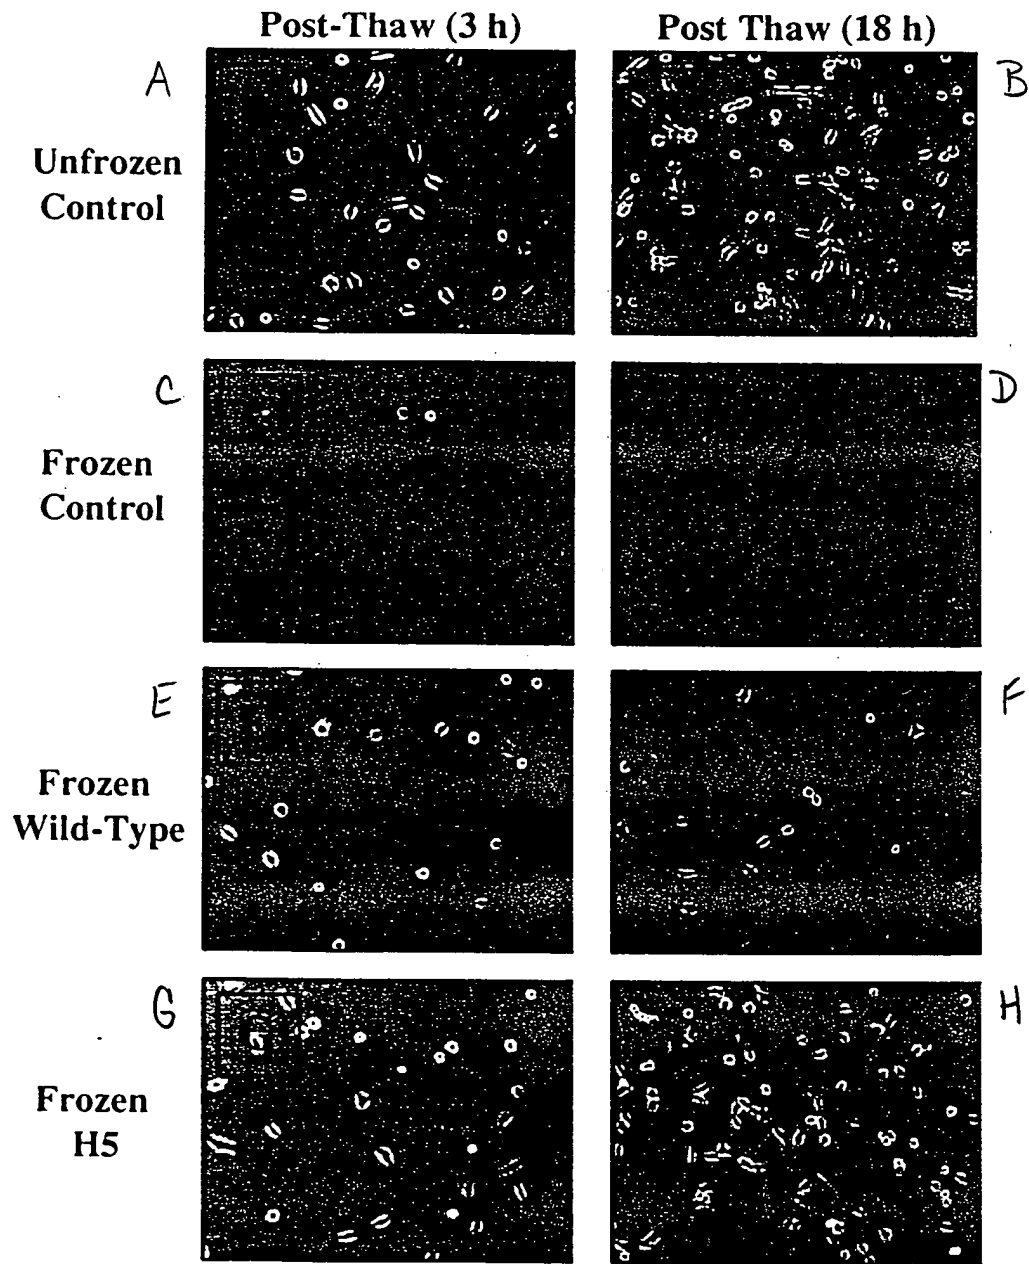 Post-Thaw (3 h)
Post Thaw (18 h)
A
B
Unfrozen
Control
C
D
Frozen
Control
E
F
Frozen
Wild-Type
G
H
Frozen
H5